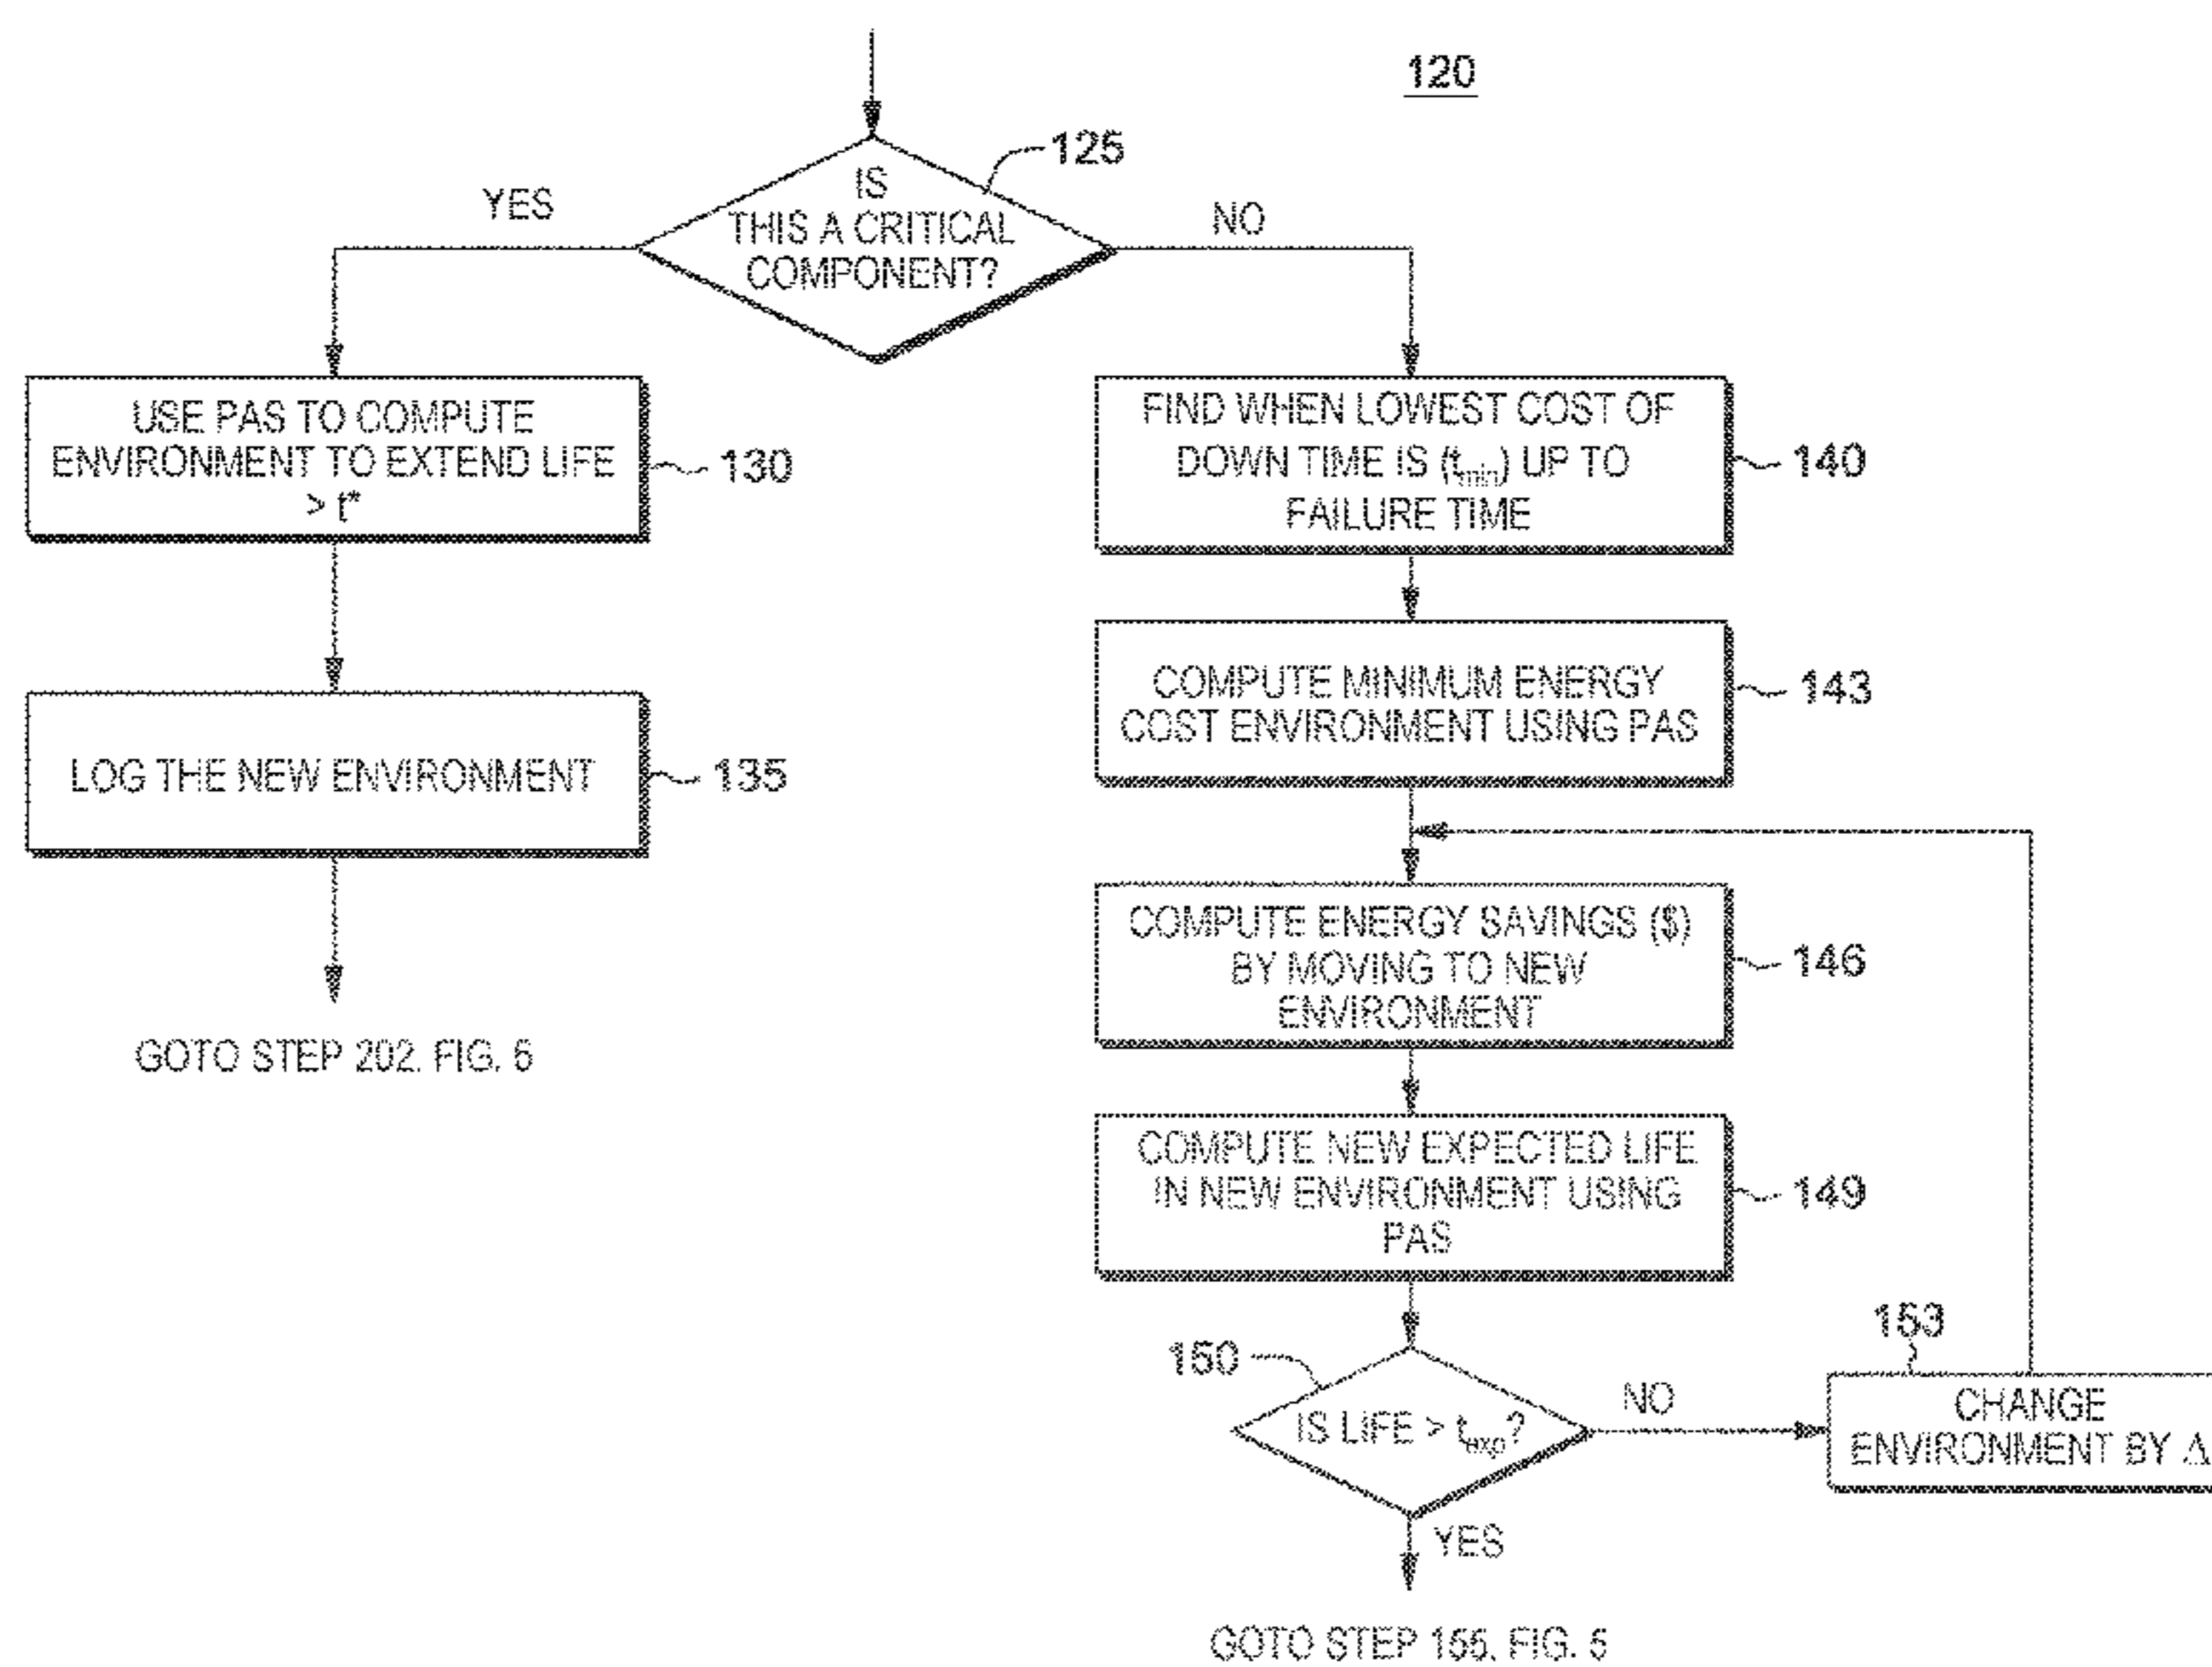 120
125
IS
THIS A CRITICAL
COMPONENT?
YES
NO
USE PAS TO COMPUTE
ENVIRONMENT TO EXTEND LIFE
> t*
130
LOG THE NEW ENVIRONMENT
135
GOTO STEP 202, FIG. 6
FIND WHEN LOWEST COST OF
DOWN TIME IS (tmin) UP TO
FAILURE TIME
140
COMPUTE MINIMUM ENERGY
COST ENVIRONMENT USING PAS
143
COMPUTE ENERGY SAVINGS ($)
BY MOVING TO NEW
ENVIRONMENT
146
COMPUTE NEW EXPECTED LIFE
IN NEW ENVIRONMENT USING
PAS
149
150
IS LIFE > texp?
NO
153
CHANGE
ENVIRONMENT BY Δ
YES
GOTO STEP 155, FIG. 5